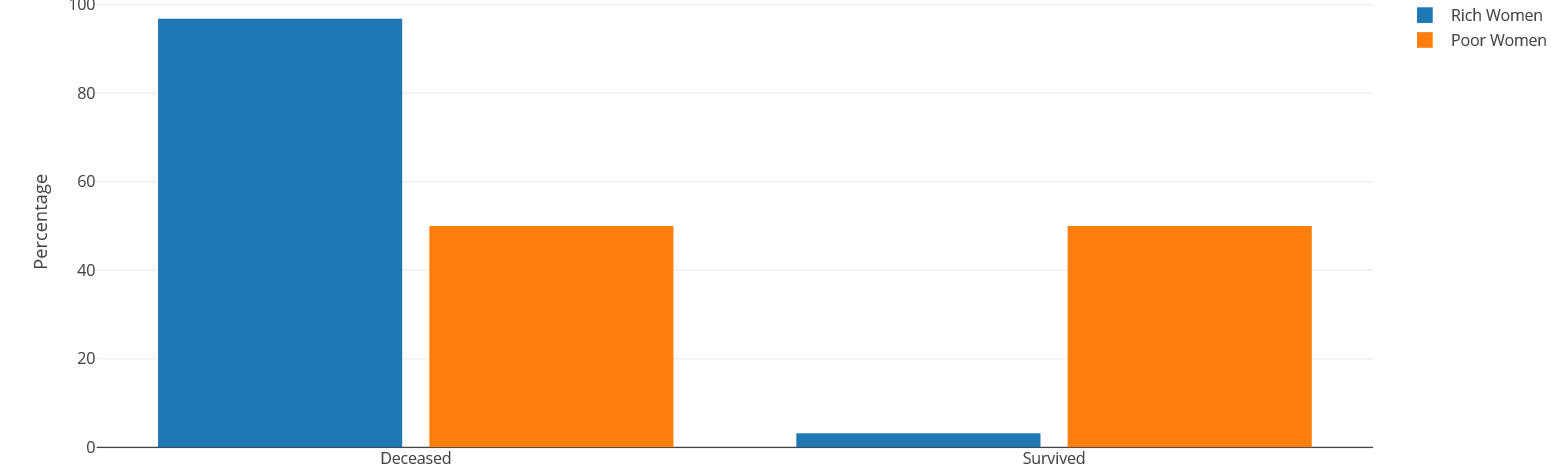 100
80
60
40
20
0
Percentage
Deceased
Survived
Rich Women
Poor Women